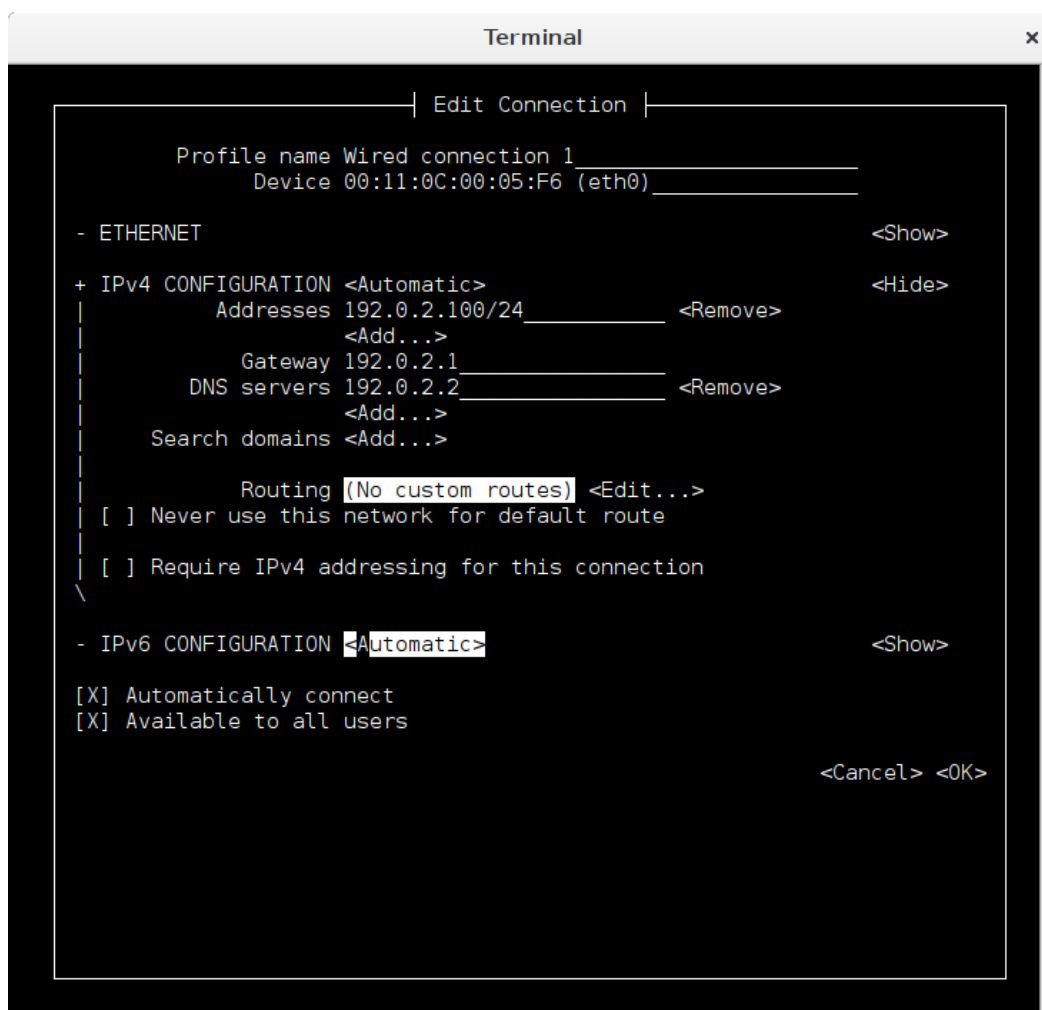 Terminal ×
Edit Connection
Profile name Wired connection 1
Device 00:11:0C:00:05:F6 (eth0)
- ETHERNET <Show>
+ IPv4 CONFIGURATION <Automatic> <Hide>
| Addresses 192.0.2.100/24 <Remove>
| <Add...>
| Gateway 192.0.2.1
| DNS servers 192.0.2.2 <Remove>
| <Add...>
| Search domains <Add...>
|
| Routing (No custom routes) <Edit...>
| [ ] Never use this network for default route
|
| [ ] Require IPv4 addressing for this connection
\
- IPv6 CONFIGURATION <Automatic> <Show>
[X] Automatically connect
[X] Available to all users
<Cancel> <OK>